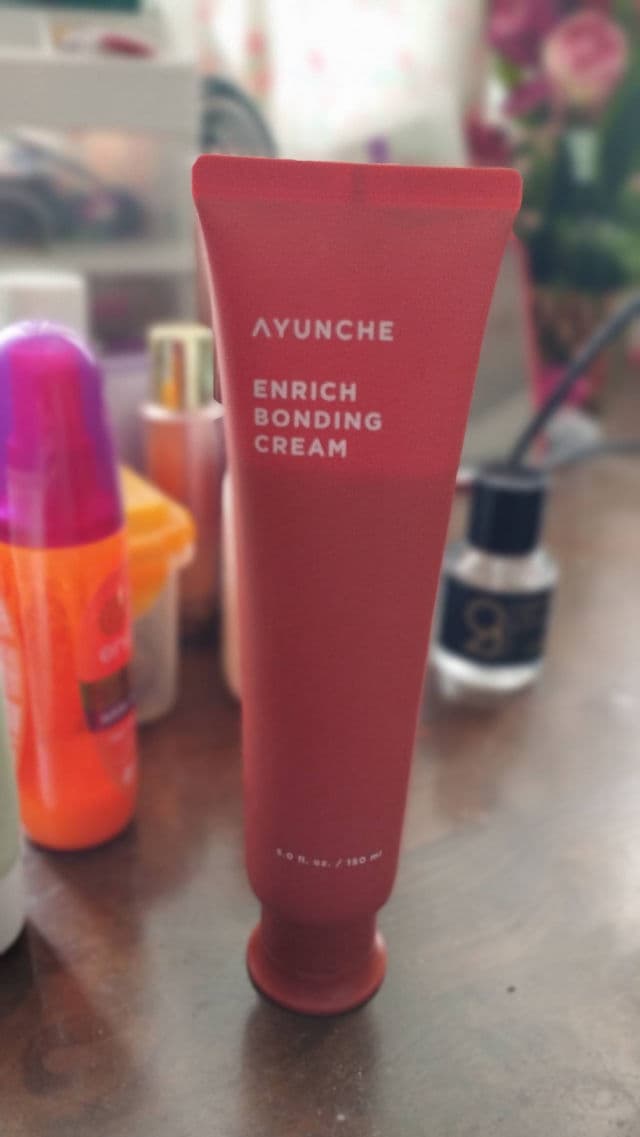 AYUNCHE
ENRICH
BONDING
CREAM
5.0 fl. oz. / 150 ml